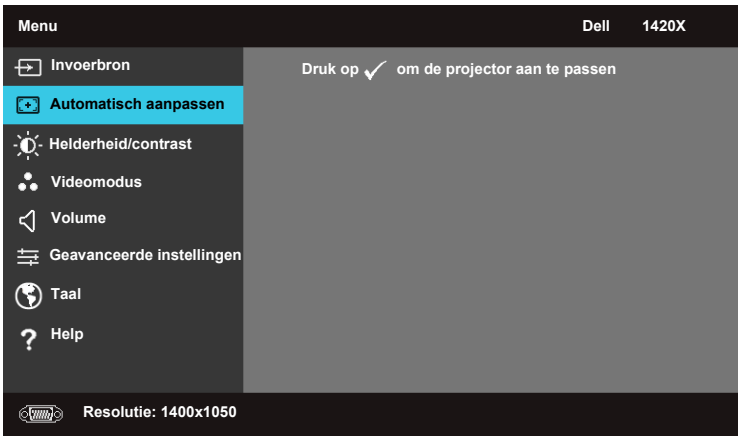 Menu Dell 1420X
Invoerbron
Druk op ✓ om de projector aan te passen
Automatisch aanpassen
Helderheid/contrast
Videomodus
Volume
Geavanceerde instellingen
Taal
Help
Resolutie: 1400x1050